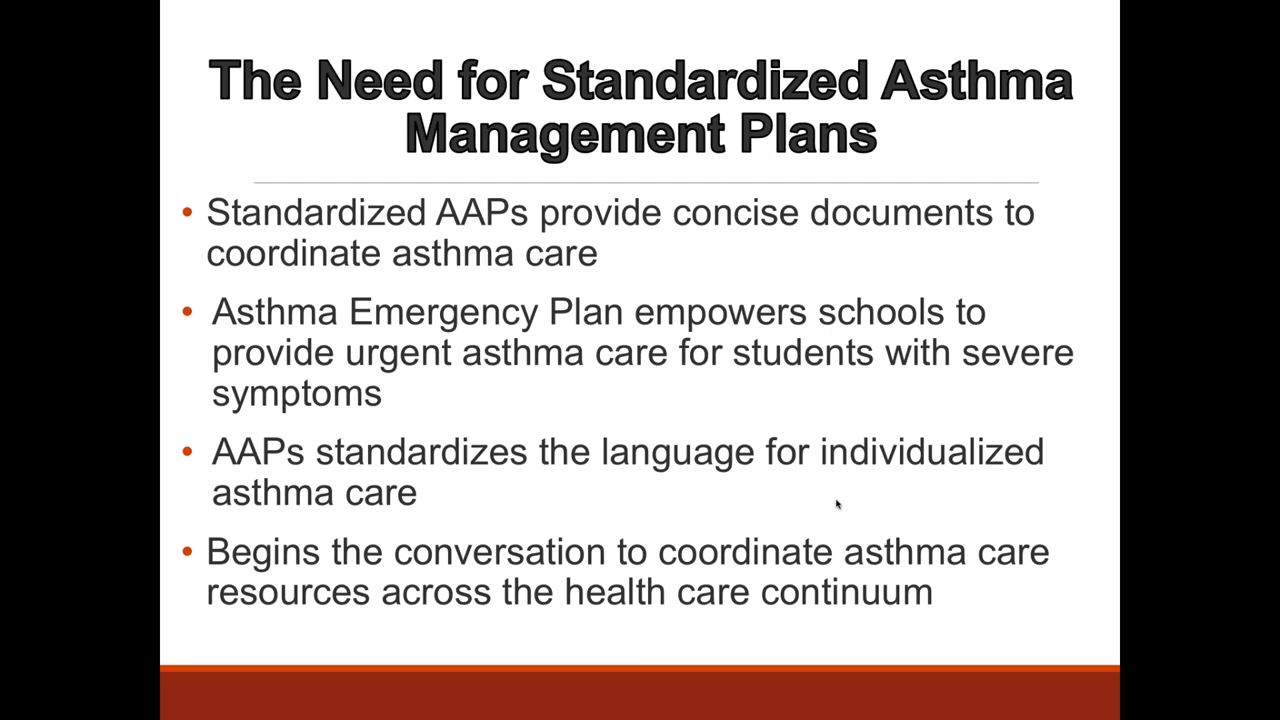 The Need for Standardized Asthma
Management Plans
• Standardized AAPs provide concise documents to
coordinate asthma care
• Asthma Emergency Plan empowers schools to
provide urgent asthma care for students with severe
symptoms
• AAPs standardizes the language for individualized
asthma care
• Begins the conversation to coordinate asthma care
resources across the health care continuum